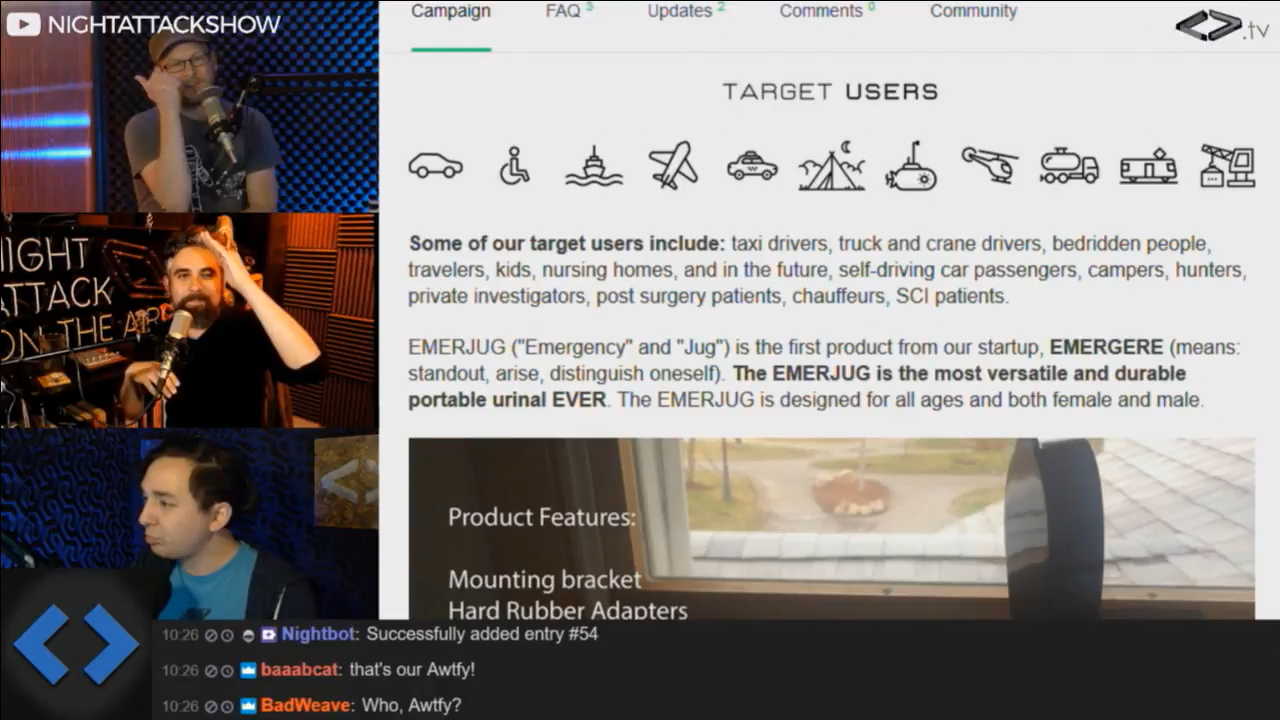 NIGHTATTACKSHOW
Campaign FAQ 3 Updates 2 Comments 0 Community
.tv
TARGET USERS
Some of our target users include: taxi drivers, truck and crane drivers, bedridden people,
travelers, kids, nursing homes, and in the future, self-driving car passengers, campers, hunters,
private investigators, post surgery patients, chauffeurs, SCI patients.
EMERJUG ("Emergency" and "Jug") is the first product from our startup, EMERGERE (means:
standout, arise, distinguish oneself). The EMERJUG is the most versatile and durable
portable urinal EVER. The EMERJUG is designed for all ages and both female and male.
NIGHT
ATTACK
ON THE AIR
Product Features:
Mounting bracket
Hard Rubber Adapters
10:26 Nightbot: Successfully added entry #54
10:26 baaabcat: that's our Awtfy!
10:26 BadWeave: Who, Awtfy?